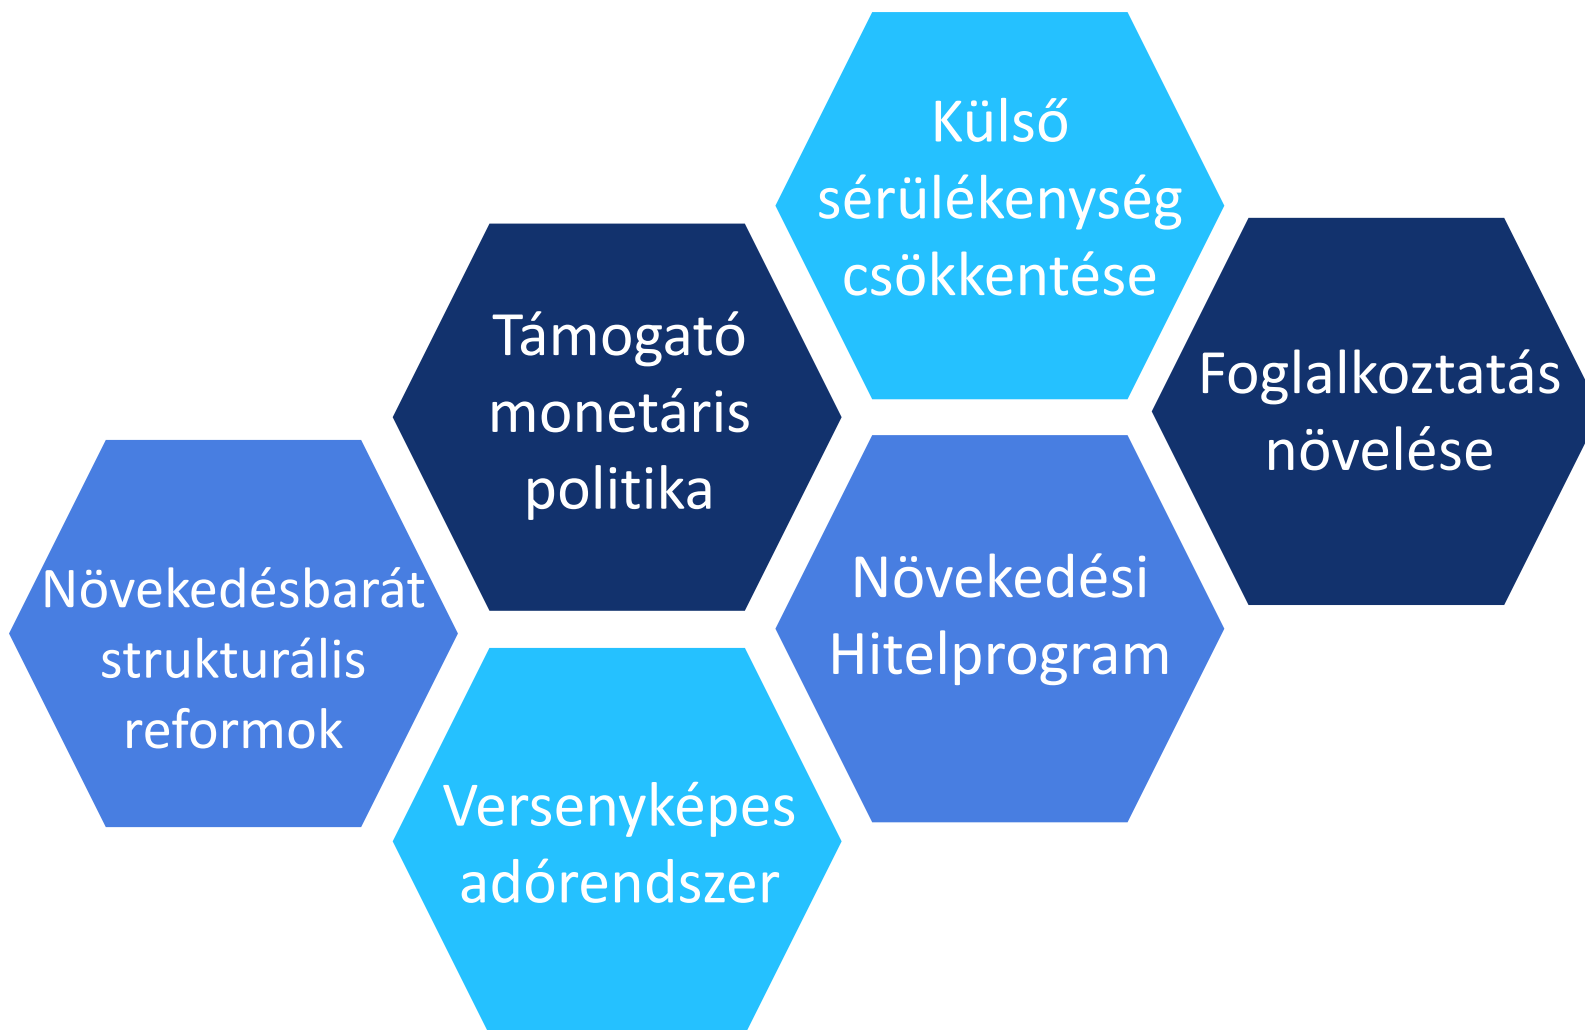 Külső
sérülékenység
csökkentése
Támogató
monetáris
politika
Foglalkoztatás
növelése
Növekedésbarát
strukturális
reformok
Növekedési
Hitelprogram
Versenyképes
adórendszer